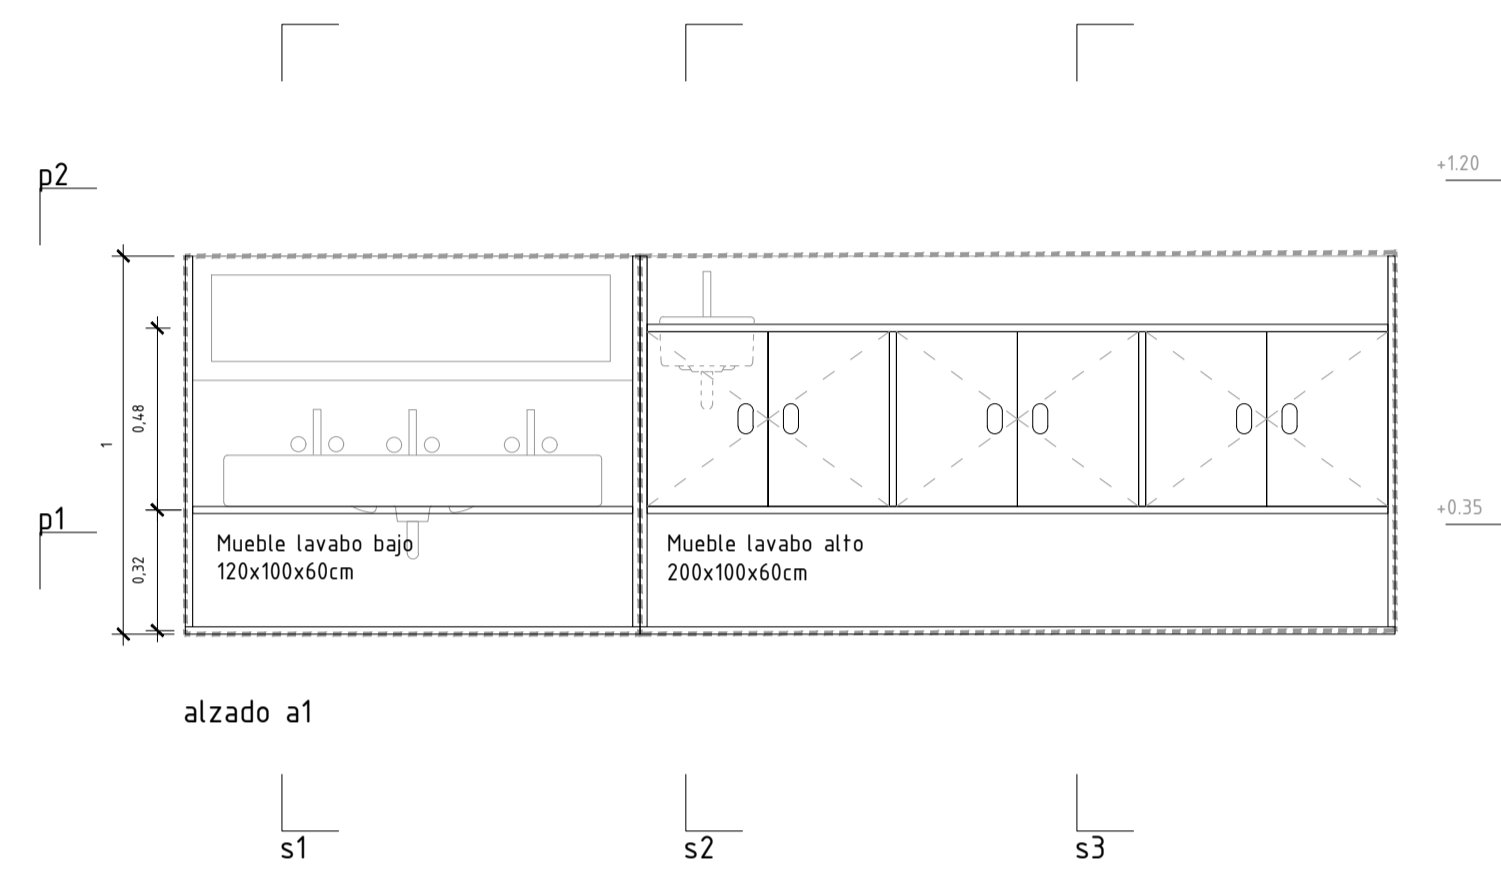 p2
+1.20
0,48
1
p1
+0.35
0,32
Mueble lavabo bajo
120x100x60cm
Mueble lavabo alto
200x100x60cm
alzado a1
s1
s2
s3